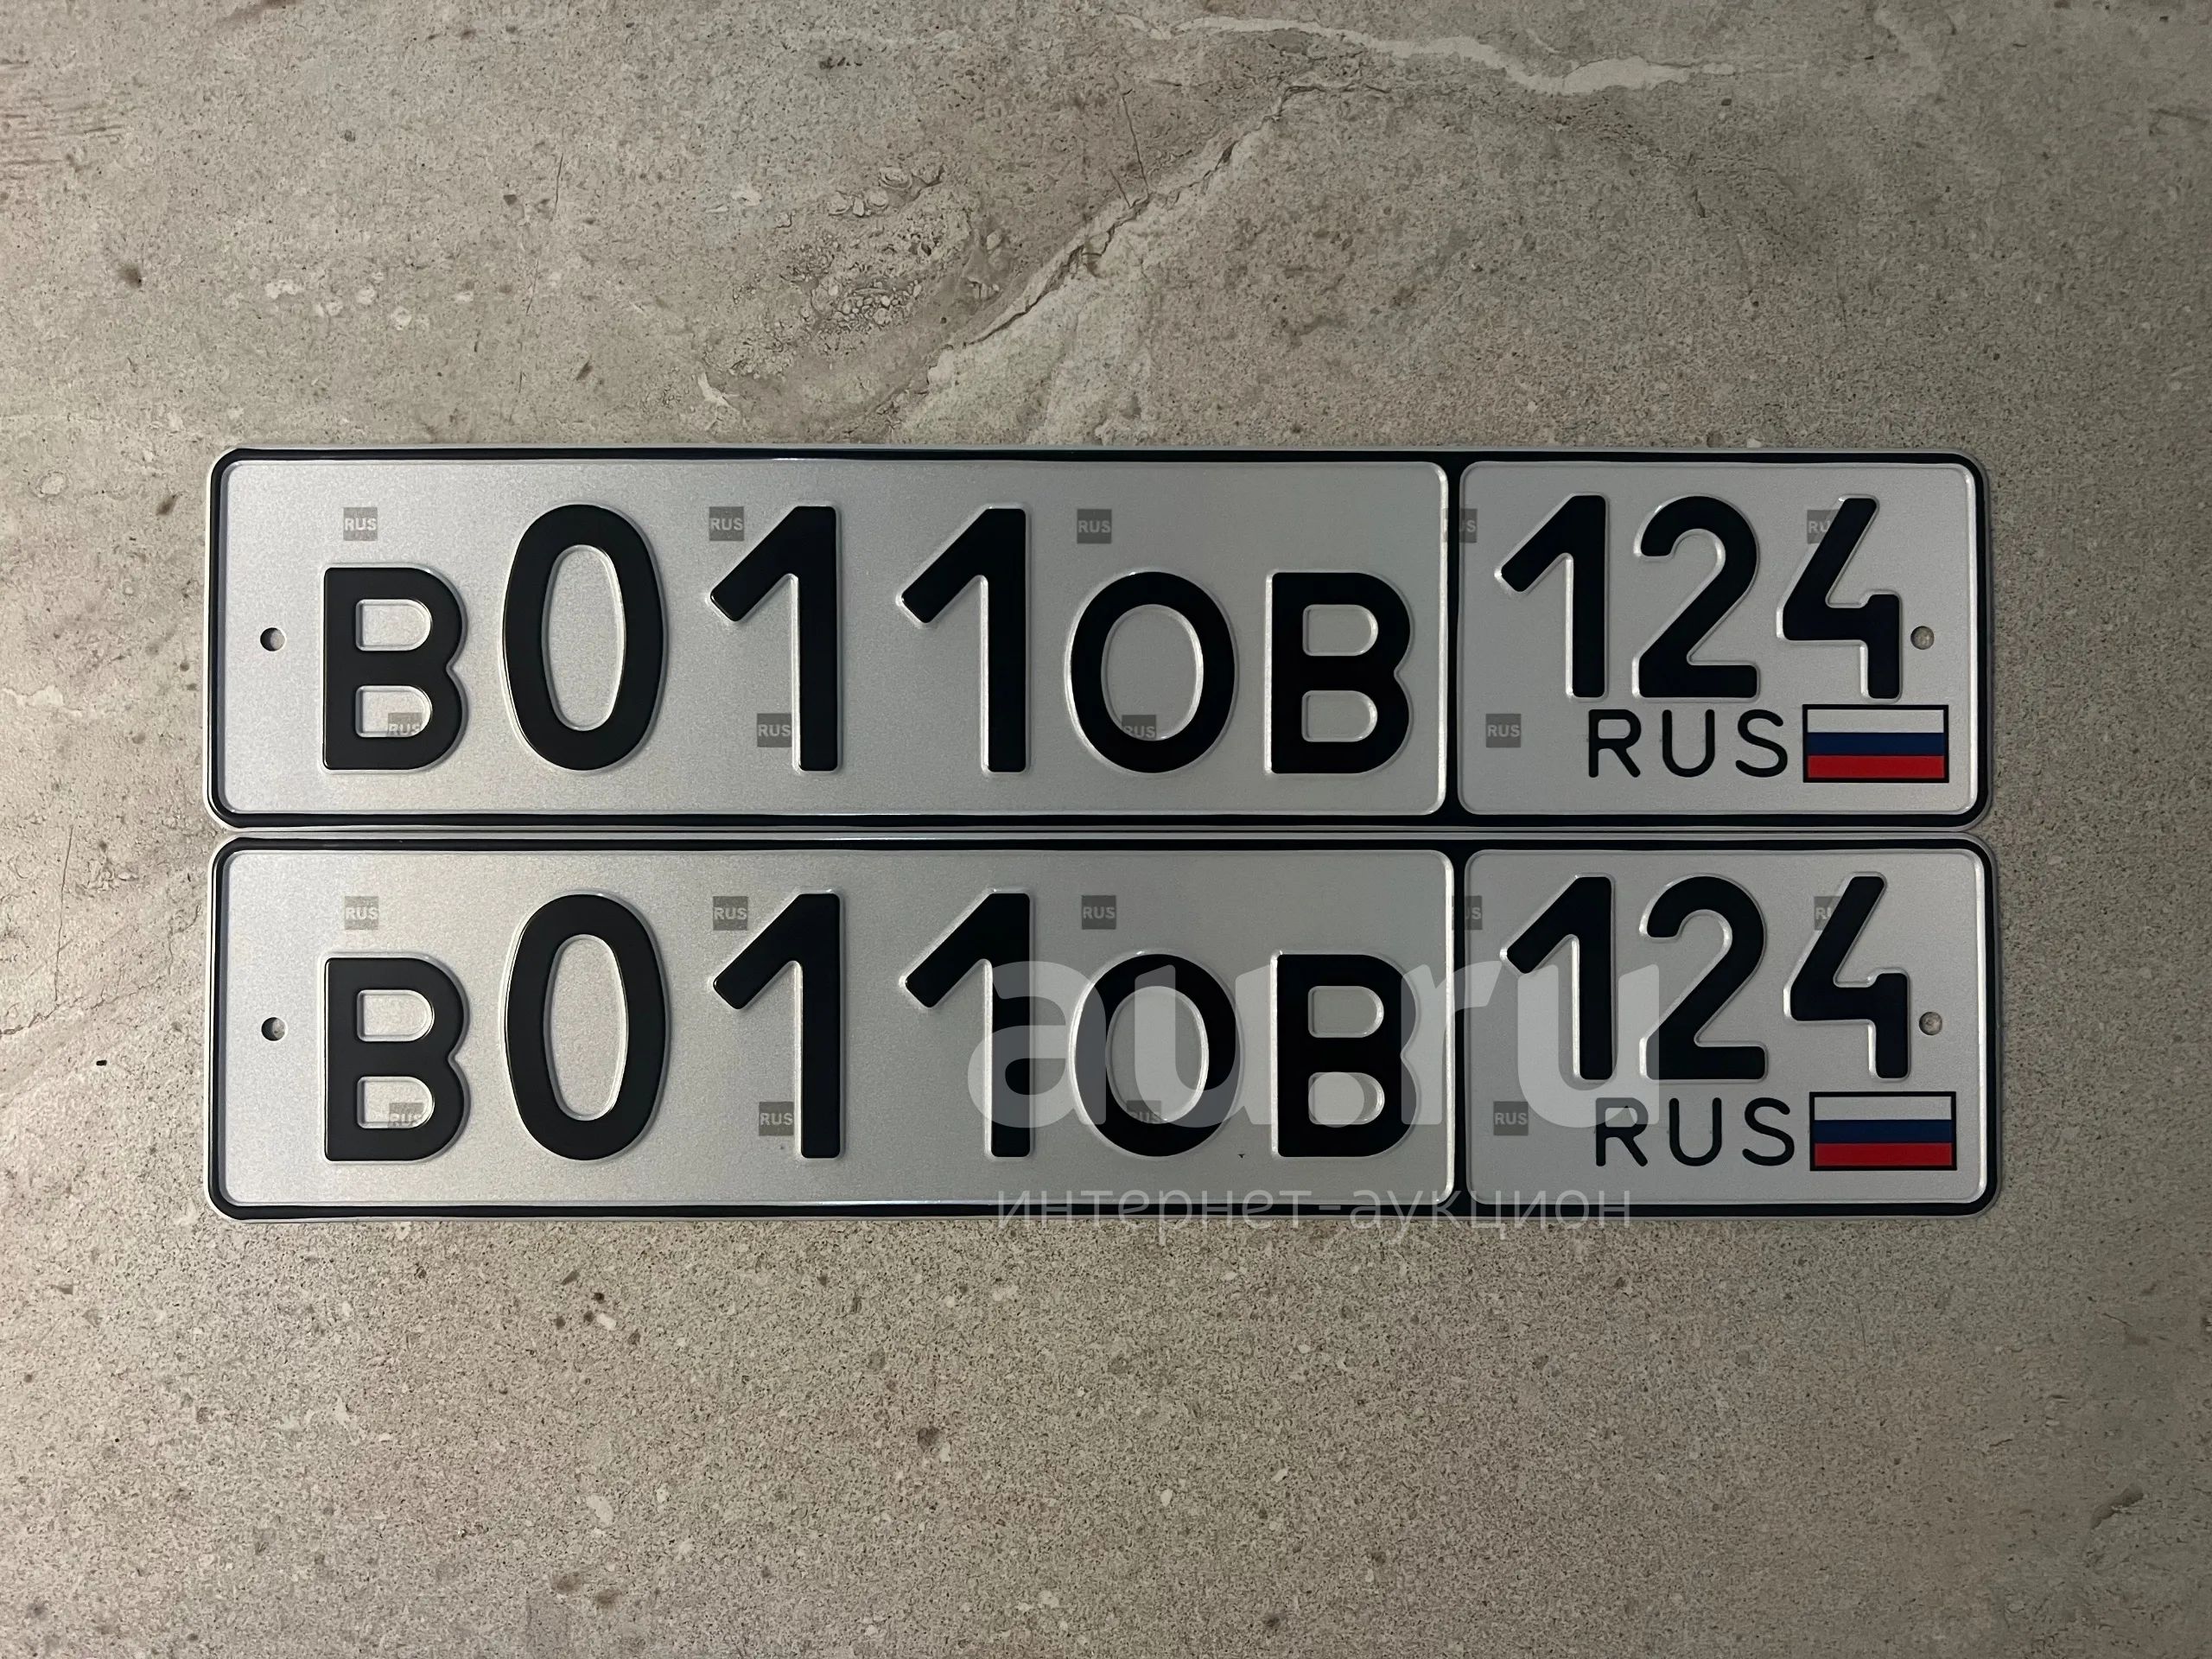 В011ОВ 124
RUS
В011ОВ 124
RUS
au.ru
интернет-аукцион